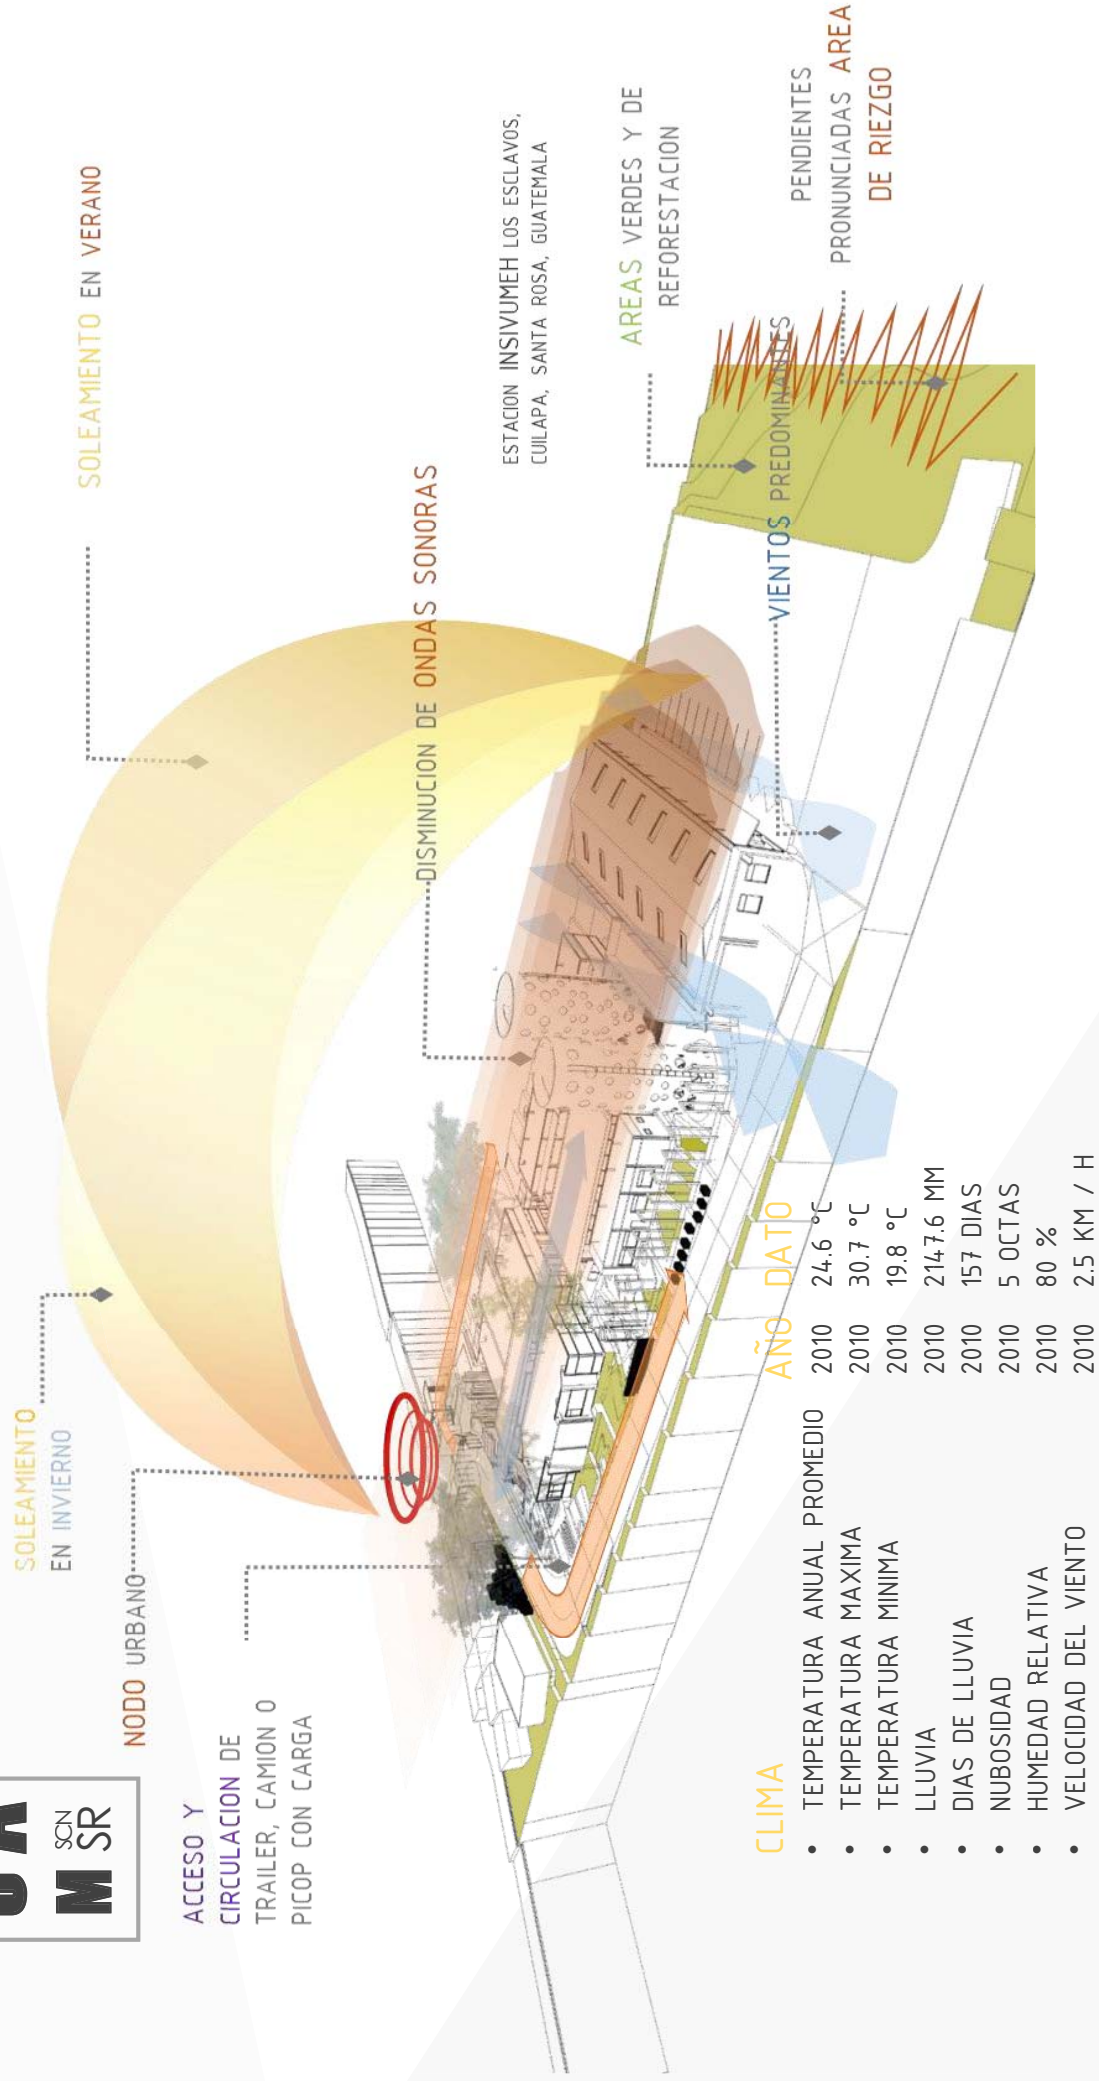 SOLEAMIENTO
EN INVIERNO
SOLEAMIENTO EN VERANO
NODO URBANO
M SCN
SR
ACCESO Y
CIRCULACION DE
TRAILER, CAMION O
PICOP CON CARGA
DISMINUCION DE ONDAS SONORAS
ESTACION INSIVUMEH LOS ESCLAVOS,
CUILAPA, SANTA ROSA, GUATEMALA
AREAS VERDES Y DE
REFORESTACION
VIENTOS PREDOMINANTES
PENDIENTES
PRONUNCIADAS AREA
DE RIEZGO
CLIMA AÑO DATO
• TEMPERATURA ANUAL PROMEDIO 2010 24.6 °C
• TEMPERATURA MAXIMA 2010 30.7 °C
• TEMPERATURA MINIMA 2010 19.8 °C
• LLUVIA 2010 2147.6 MM
• DIAS DE LLUVIA 2010 157 DIAS
• NUBOSIDAD 2010 5 OCTAS
• HUMEDAD RELATIVA 2010 80 %
• VELOCIDAD DEL VIENTO 2010 2.5 KM / H